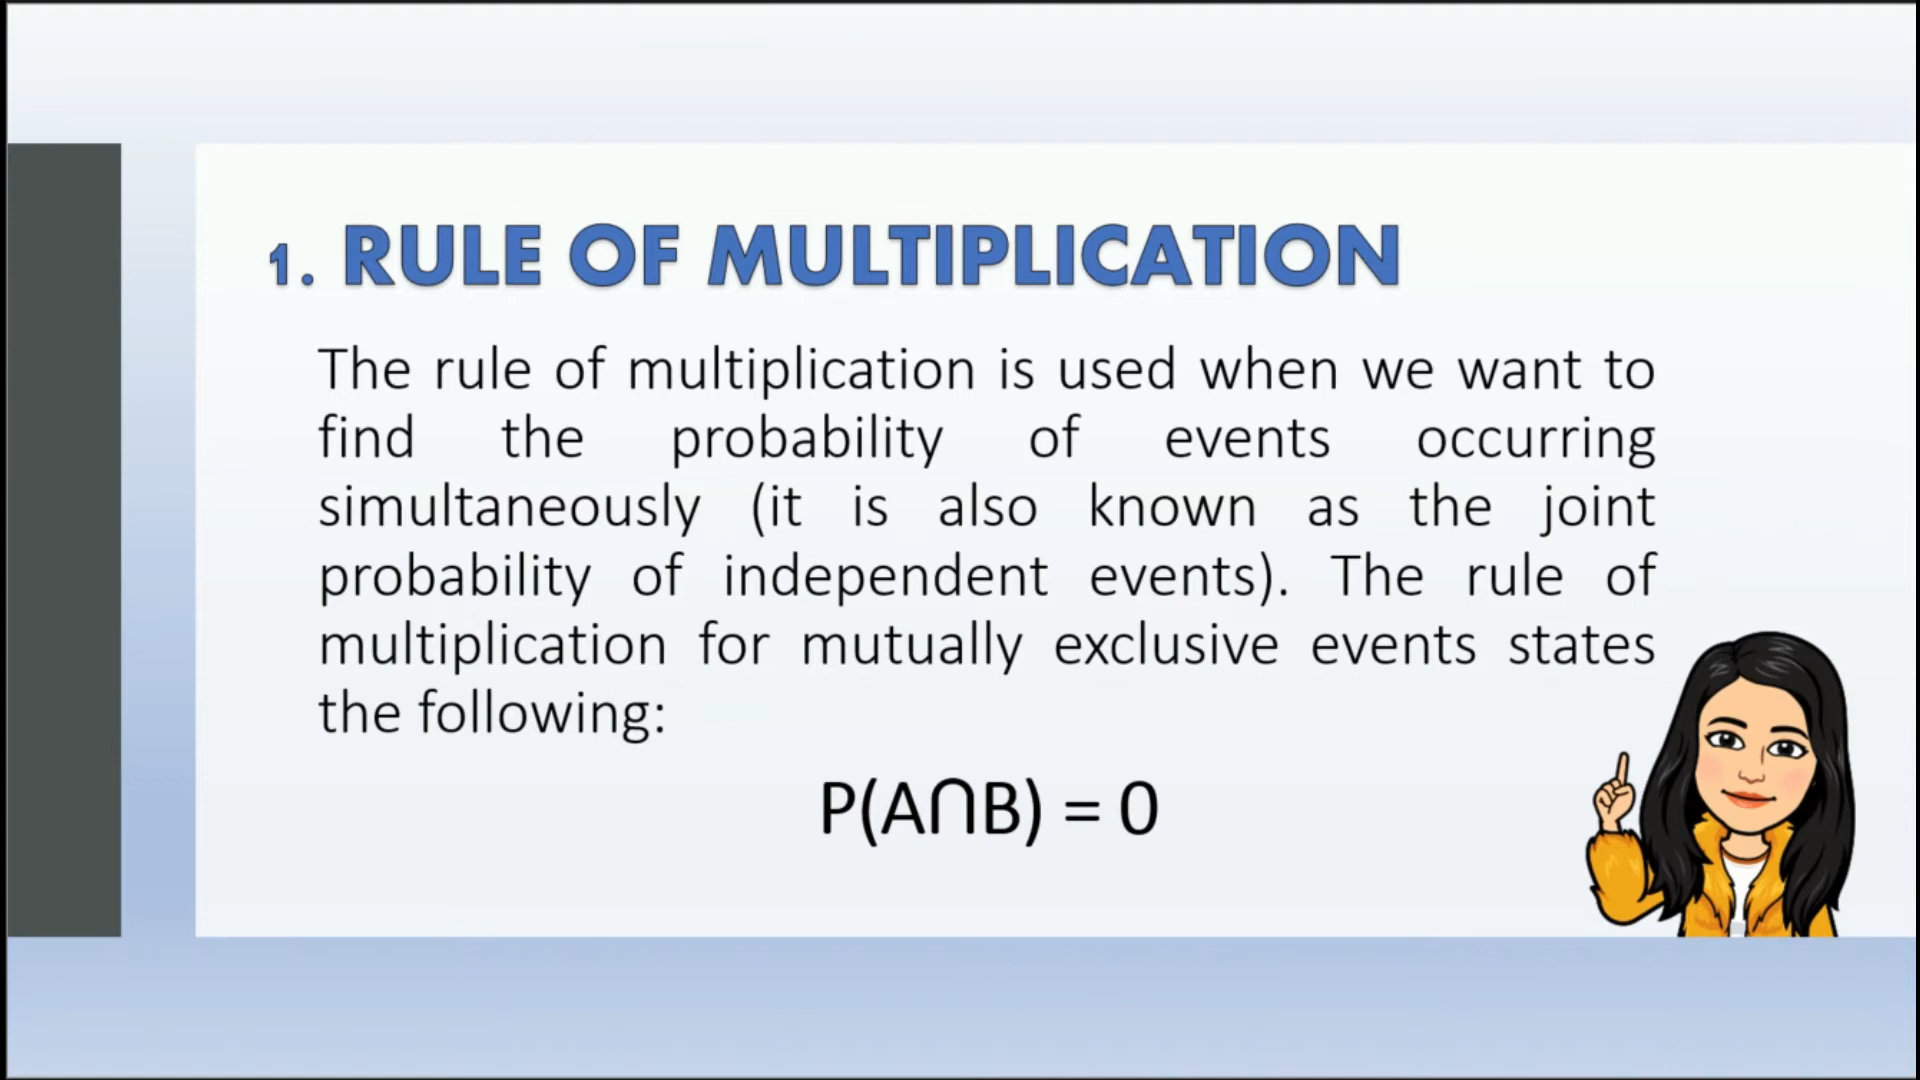 1. RULE OF MULTIPLICATION
The rule of multiplication is used when we want to
find the probability of events occurring
simultaneously (it is also known as the joint
probability of independent events). The rule of
multiplication for mutually exclusive events states
the following:
P(A∩B) = 0